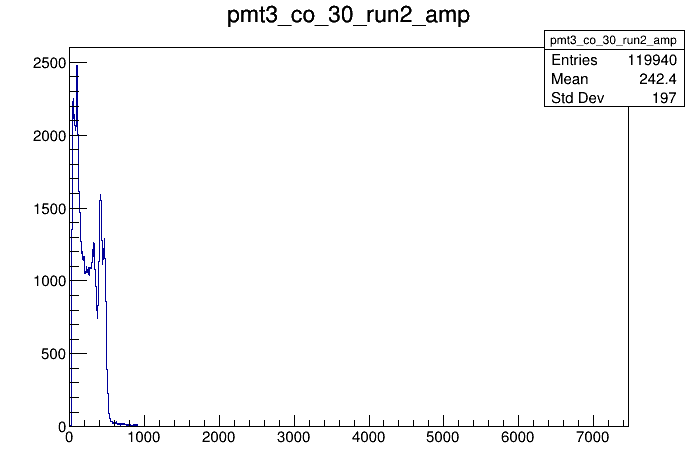 pmt3_co_30_run2_amp
pmt3_co_30_run2_amp
Entries 119940
Mean 242.4
Std Dev 197
2500
2000
1500
1000
500
0
0 1000 2000 3000 4000 5000 6000 7000